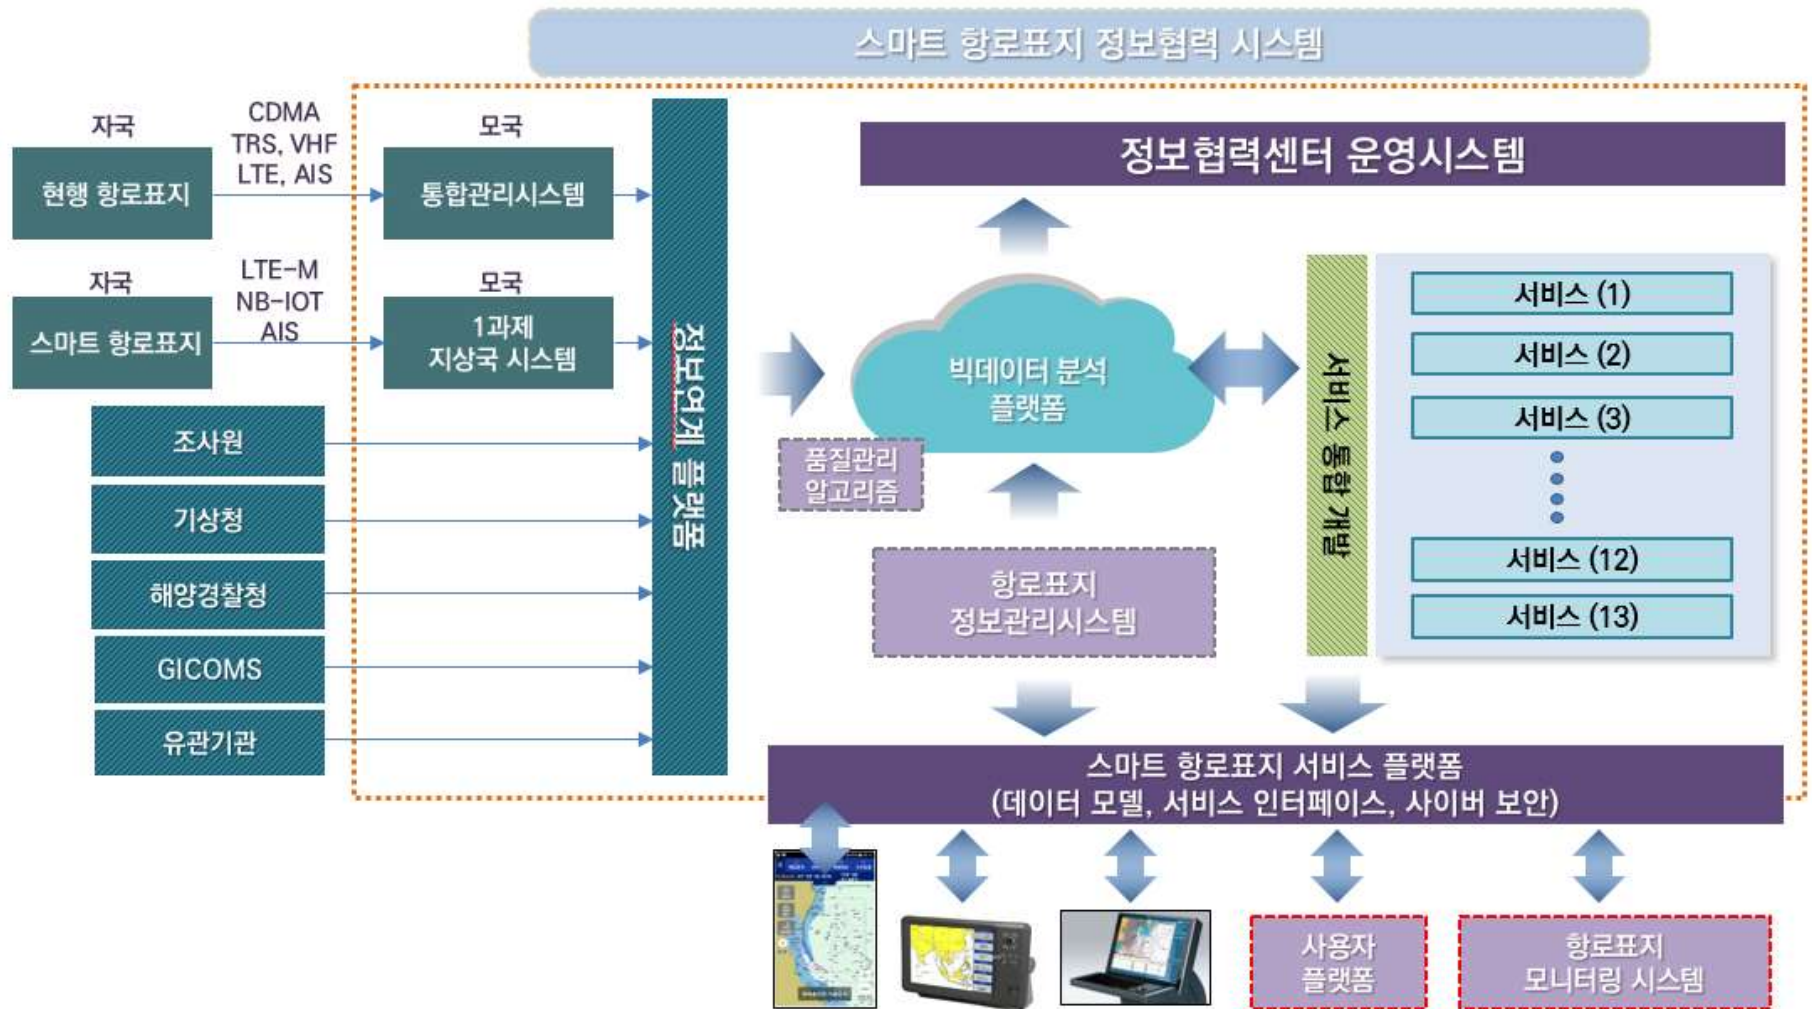 스마트 항로표지 정보협력 시스템
자국
현행 항로표지
CDMA
TRS, VHF
LTE, AIS
모국
통합관리시스템
자국
스마트 항로표지
LTE-M
NB-IOT
AIS
모국
1과제
지상국 시스템
조사원
기상청
해양경찰청
GICOMS
유관기관
정보연계 플랫폼
정보협력센터 운영시스템
빅데이터 분석
플랫폼
품질관리
알고리즘
항로표지
정보관리시스템
서비스 통합 개발
서비스 (1)
서비스 (2)
서비스 (3)
서비스 (12)
서비스 (13)
스마트 항로표지 서비스 플랫폼
(데이터 모델, 서비스 인터페이스, 사이버 보안)
사용자
플랫폼
항로표지
모니터링 시스템